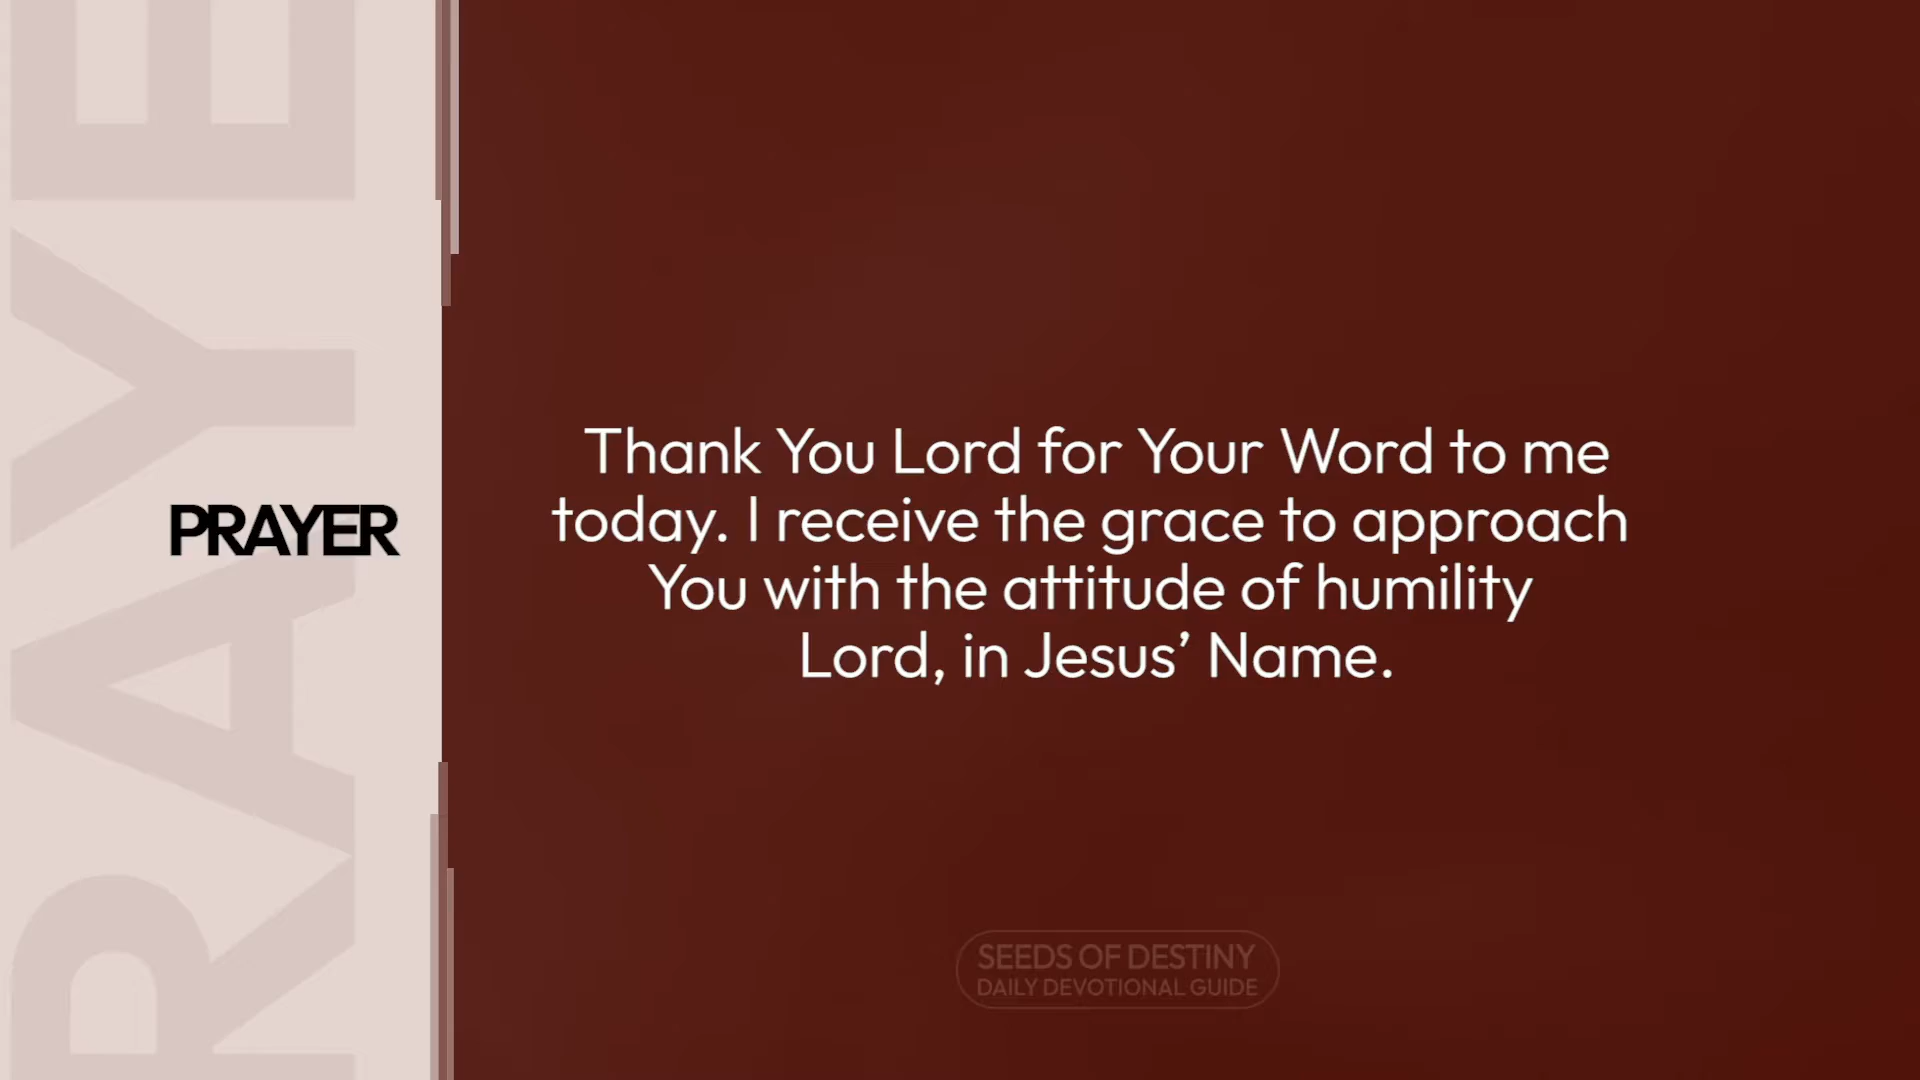 PRAYER
PRAYER
Thank You Lord for Your Word to me
today. I receive the grace to approach
You with the attitude of humility
Lord, in Jesus’ Name.
SEEDS OF DESTINY
DAILY DEVOTIONAL GUIDE